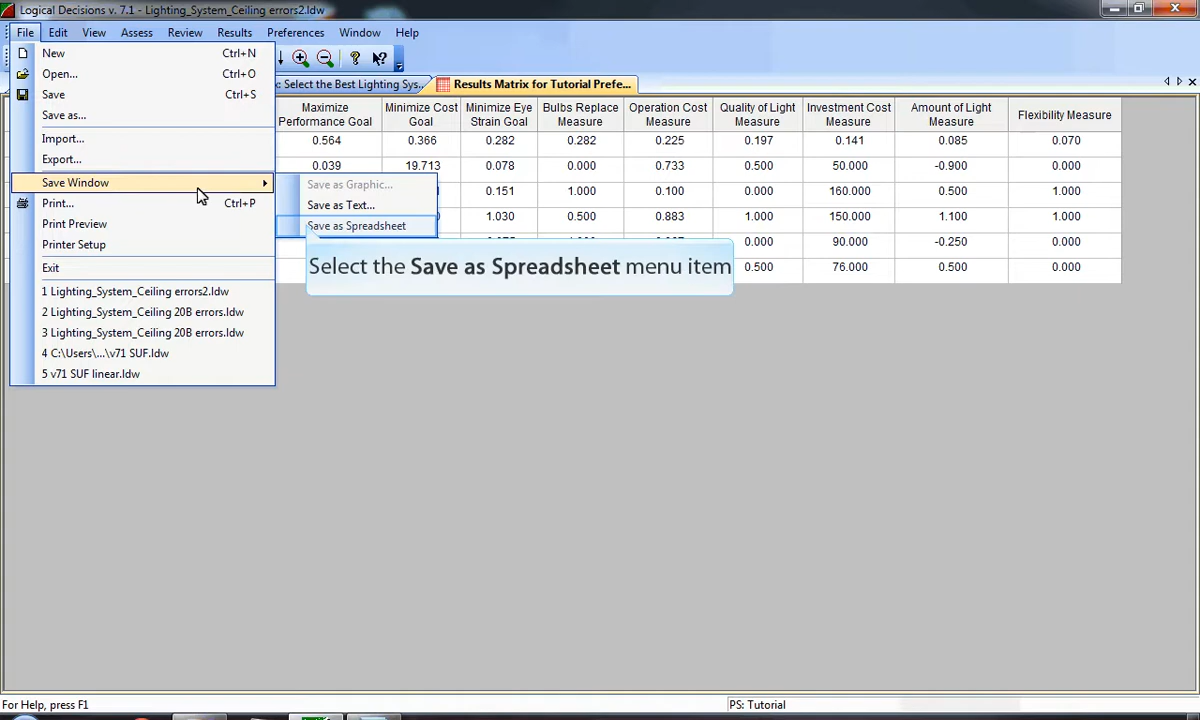 Logical Decisions v. 7.1 - Lighting_System_Ceiling errors2.ldw
File Edit View Assess Review Results Preferences Window Help
: Select the Best Lighting Sys... Results Matrix for Tutorial Prefe...
New Ctrl+N
Open... Ctrl+O
Save Ctrl+S
Save as...
Import...
Export...
Save Window
Print... Ctrl+P
Print Preview
Printer Setup
Exit
1 Lighting_System_Ceiling errors2.ldw
2 Lighting_System_Ceiling 20B errors.ldw
3 Lighting_System_Ceiling 20B errors.ldw
4 C:\Users\...\v71 SUF.ldw
5 v71 SUF linear.ldw
Save as Graphic...
Save as Text...
Save as Spreadsheet
Select the Save as Spreadsheet menu item
Maximize Performance Goal Minimize Cost Goal Minimize Eye Strain Goal Bulbs Replace Measure Operation Cost Measure Quality of Light Measure Investment Cost Measure Amount of Light Measure Flexibility Measure
0.564 0.366 0.282 0.282 0.225 0.197 0.141 0.085 0.070
0.039 19.713 0.078 0.000 0.733 0.500 50.000 -0.900 0.000
0.151 1.000 0.100 0.000 160.000 0.500 1.000
1.030 0.500 0.883 1.000 150.000 1.100 1.000
0.000 90.000 -0.250 0.000
0.500 76.000 0.500 0.000
For Help, press F1 PS: Tutorial